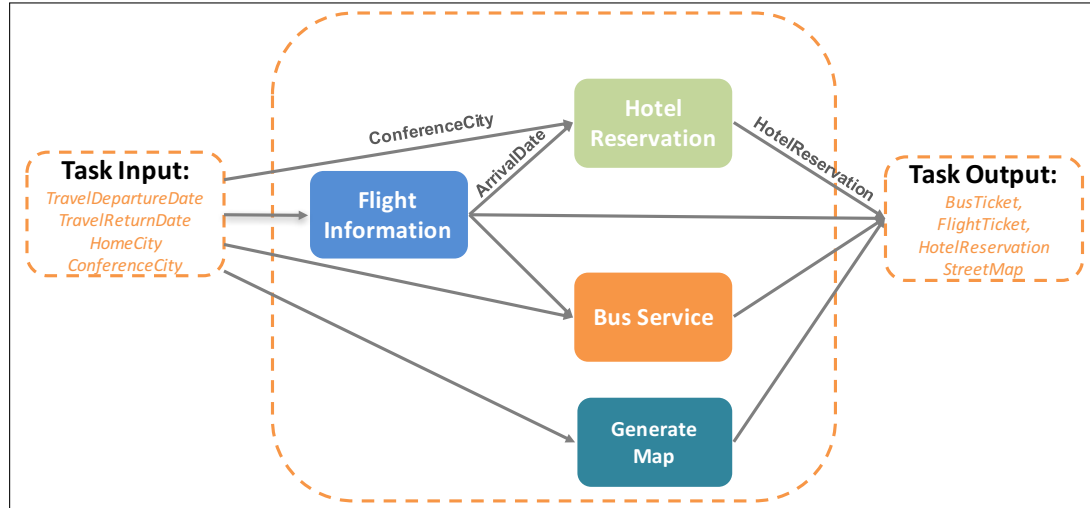 Task Input:
TravelDepartureDate
TravelReturnDate
HomeCity
ConferenceCity
ConferenceCity
ArrivalDate
Flight
Information
Hotel
Reservation
HotelReservation
Bus Service
Generate
Map
Task Output:
BusTicket,
FlightTicket,
HotelReservation
StreetMap